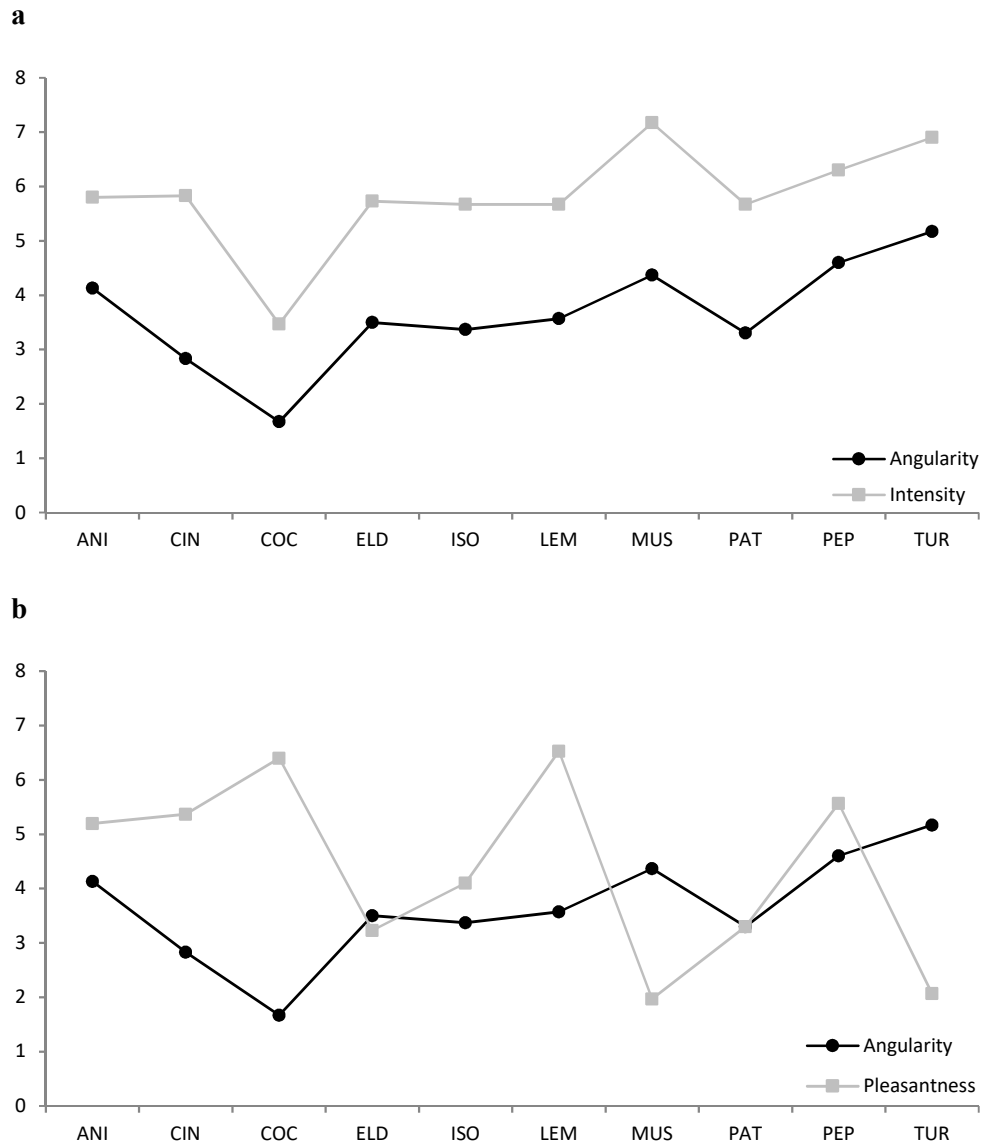 a
8
7
6
5
4
3
2
1
0
Angularity
Intensity
ANI CIN COC ELD ISO LEM MUS PAT PEP TUR
b
8
7
6
5
4
3
2
1
0
Angularity
Pleasantness
ANI CIN COC ELD ISO LEM MUS PAT PEP TUR